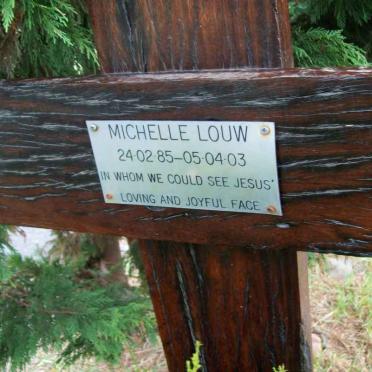 MICHELLE LOUW
24·02·85–05·04·03
IN WHOM WE COULD SEE JESUS'
LOVING AND JOYFUL FACE